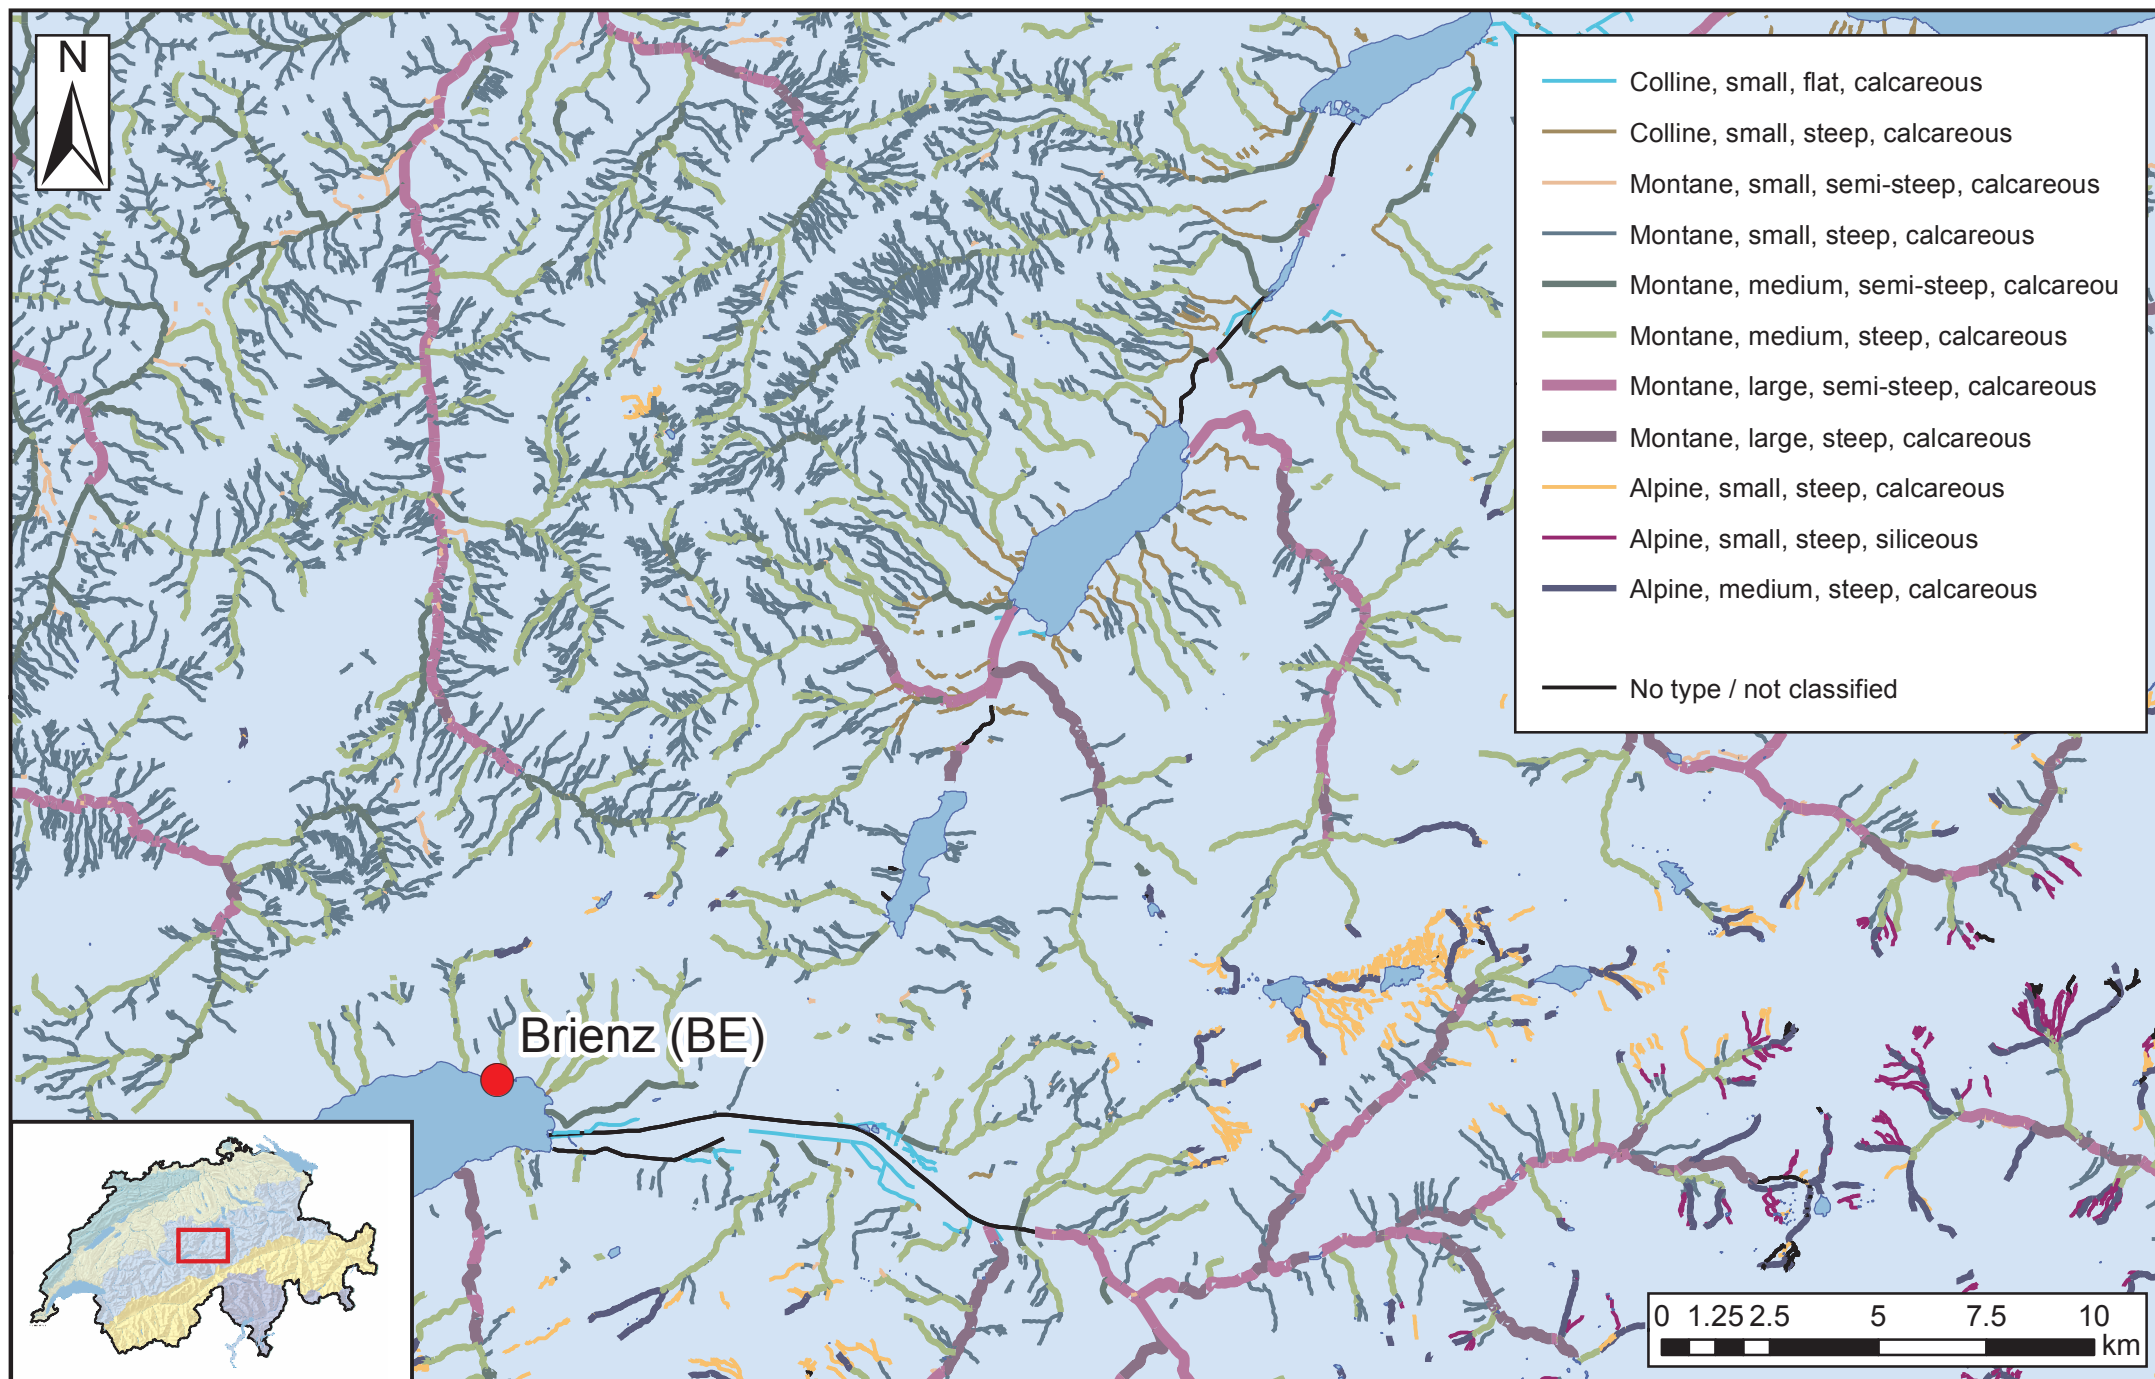 N
Colline, small, flat, calcareous
Colline, small, steep, calcareous
Montane, small, semi-steep, calcareous
Montane, small, steep, calcareous
Montane, medium, semi-steep, calcareou
Montane, medium, steep, calcareous
Montane, large, semi-steep, calcareous
Montane, large, steep, calcareous
Alpine, small, steep, calcareous
Alpine, small, steep, siliceous
Alpine, medium, steep, calcareous
No type / not classified
Brienz (BE)
0 1.25 2.5 5 7.5 10
km